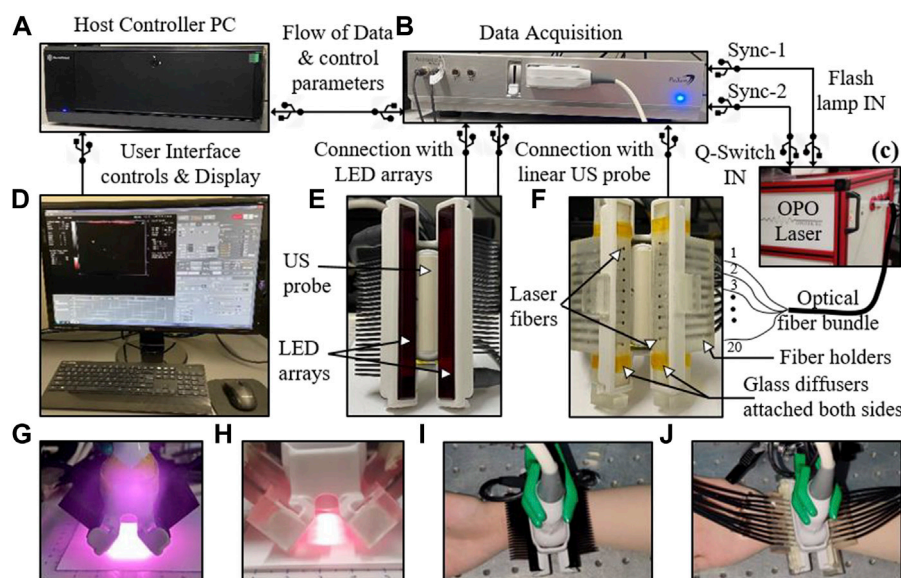 A
Host Controller PC
Flow of Data
& control
parameters
B
Data Acquisition
Sync-1
Sync-2
Flash
lamp IN
User Interface
controls & Display
Connection with
LED arrays
Connection with
linear US probe
Q-Switch
IN
(c)
OPO
Laser
D
E
US
probe
LED
arrays
F
Laser
fibers
1
2
3
20
Optical
fiber bundle
Fiber holders
Glass diffusers
attached both sides
G
H
I
J